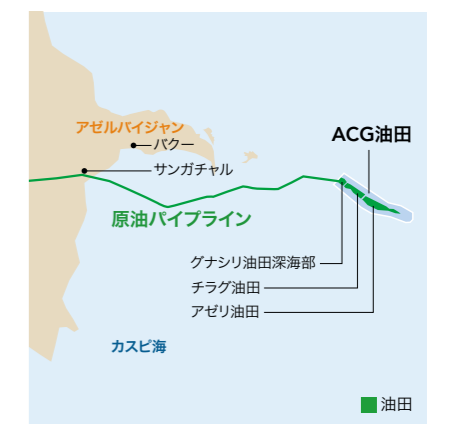 アゼルバイジャン
バクー
ACG油田
サンガチャル
原油パイプライン
グナシリ油田深海部
チラグ油田
アゼリ油田
カスピ海
油田